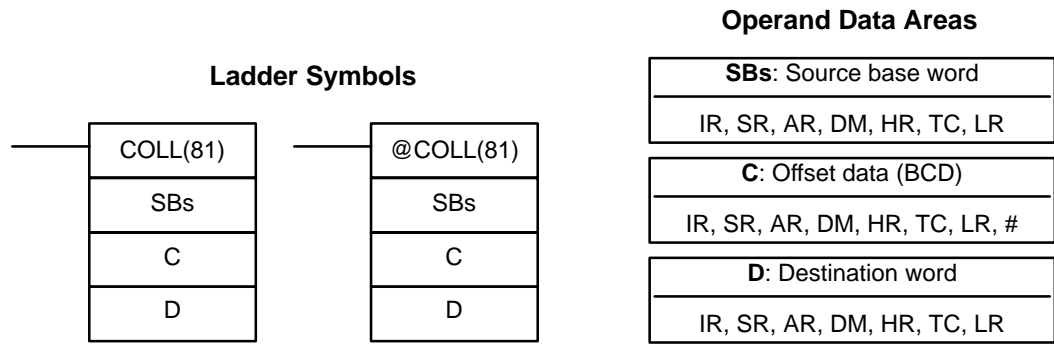 Ladder Symbols
COLL(81)
SBs
C
D
@COLL(81)
SBs
C
D
Operand Data Areas
SBs: Source base word
IR, SR, AR, DM, HR, TC, LR
C: Offset data (BCD)
IR, SR, AR, DM, HR, TC, LR, #
D: Destination word
IR, SR, AR, DM, HR, TC, LR